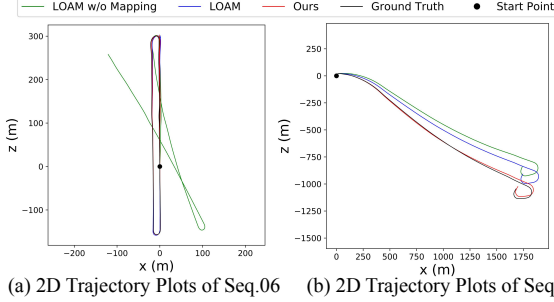 LOAM w/o Mapping LOAM Ours Ground Truth Start Point
300
200
100
0
−100
z (m)
−200 −100 0 100 200
x (m)
250
0
−250
−500
−750
−1000
−1250
−1500
z (m)
0 250 500 750 1000 1250 1500 1750
x (m)
(a) 2D Trajectory Plots of Seq.06 (b) 2D Trajectory Plots of Seq